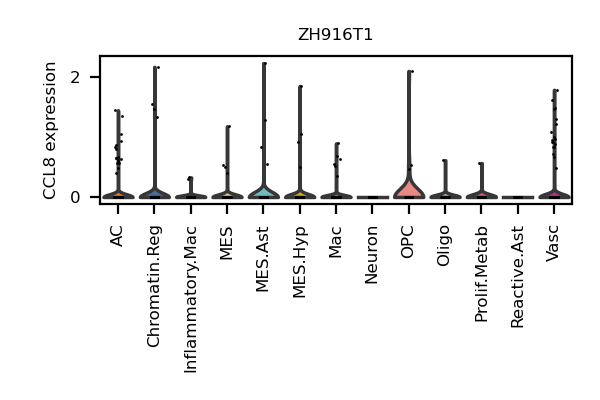 ZH916T1
CCL8 expression
2
0
AC
Chromatin.Reg
Inflammatory.Mac
MES
MES.Ast
MES.Hyp
Mac
Neuron
OPC
Oligo
Prolif.Metab
Reactive.Ast
Vasc